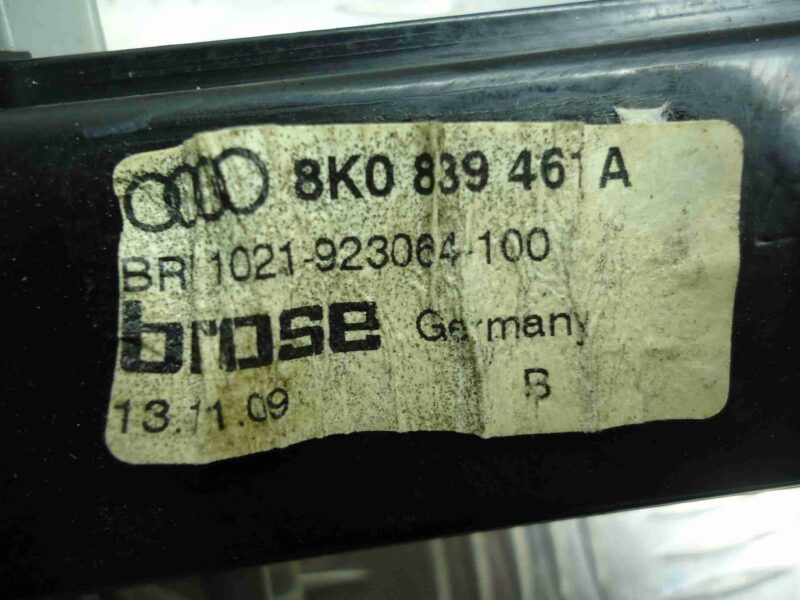 8K0 839 461 A
BR 1021-923064-100
brose Germany
13.11.09 B